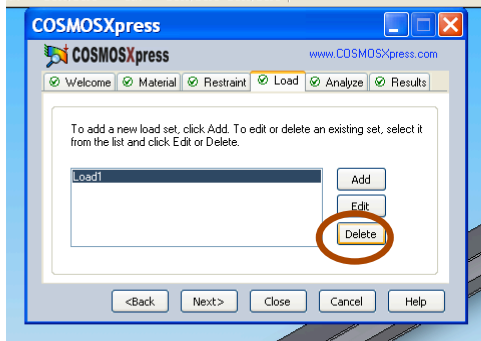 COSMOSXpress
COSMOSXpress www.COSMOSXpress.com
Welcome Material Restraint Load Analyze Results
To add a new load set, click Add. To edit or delete an existing set, select it
from the list and click Edit or Delete.
Load1
Add
Edit
Delete
<Back Next> Close Cancel Help